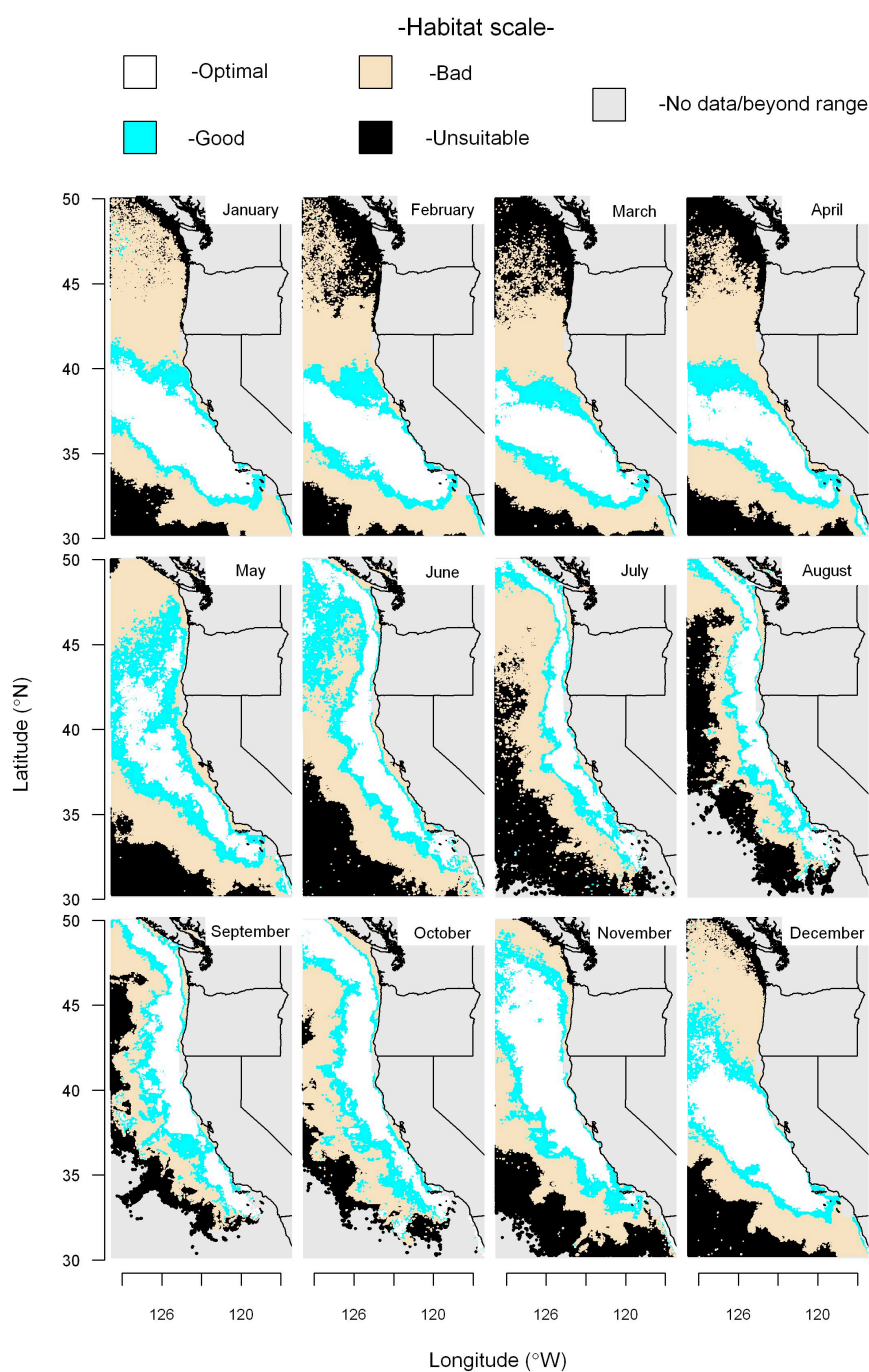 -Habitat scale-
-Optimal
-Bad
-No data/beyond range
-Good
-Unsuitable
50
45
40
35
30
January
February
March
April
50
45
40
35
30
May
June
July
August
Latitude (°N)
50
45
40
35
30
September
October
November
December
126
120
126
120
126
120
126
120
Longitude (°W)